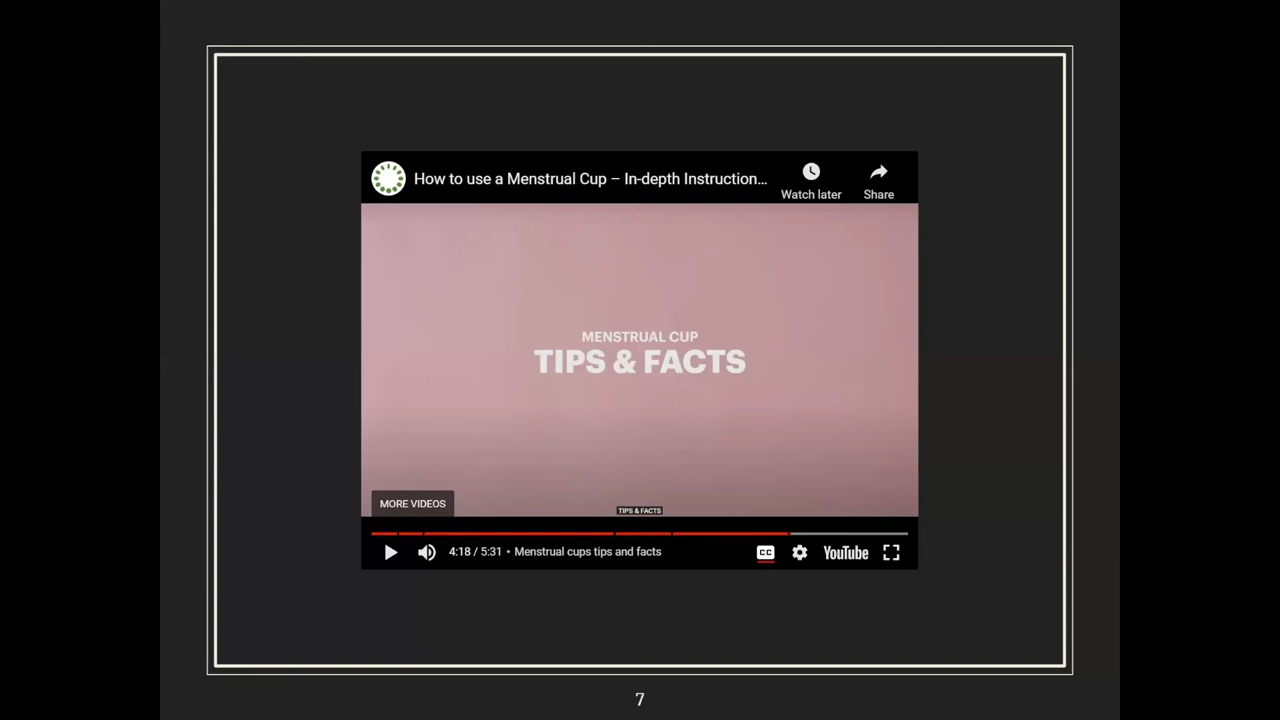 How to use a Menstrual Cup – In-depth Instruction...
Watch later
Share
MENSTRUAL CUP
TIPS & FACTS
MORE VIDEOS
TIPS & FACTS
4:18 / 5:31 • Menstrual cups tips and facts
CC
YouTube
7